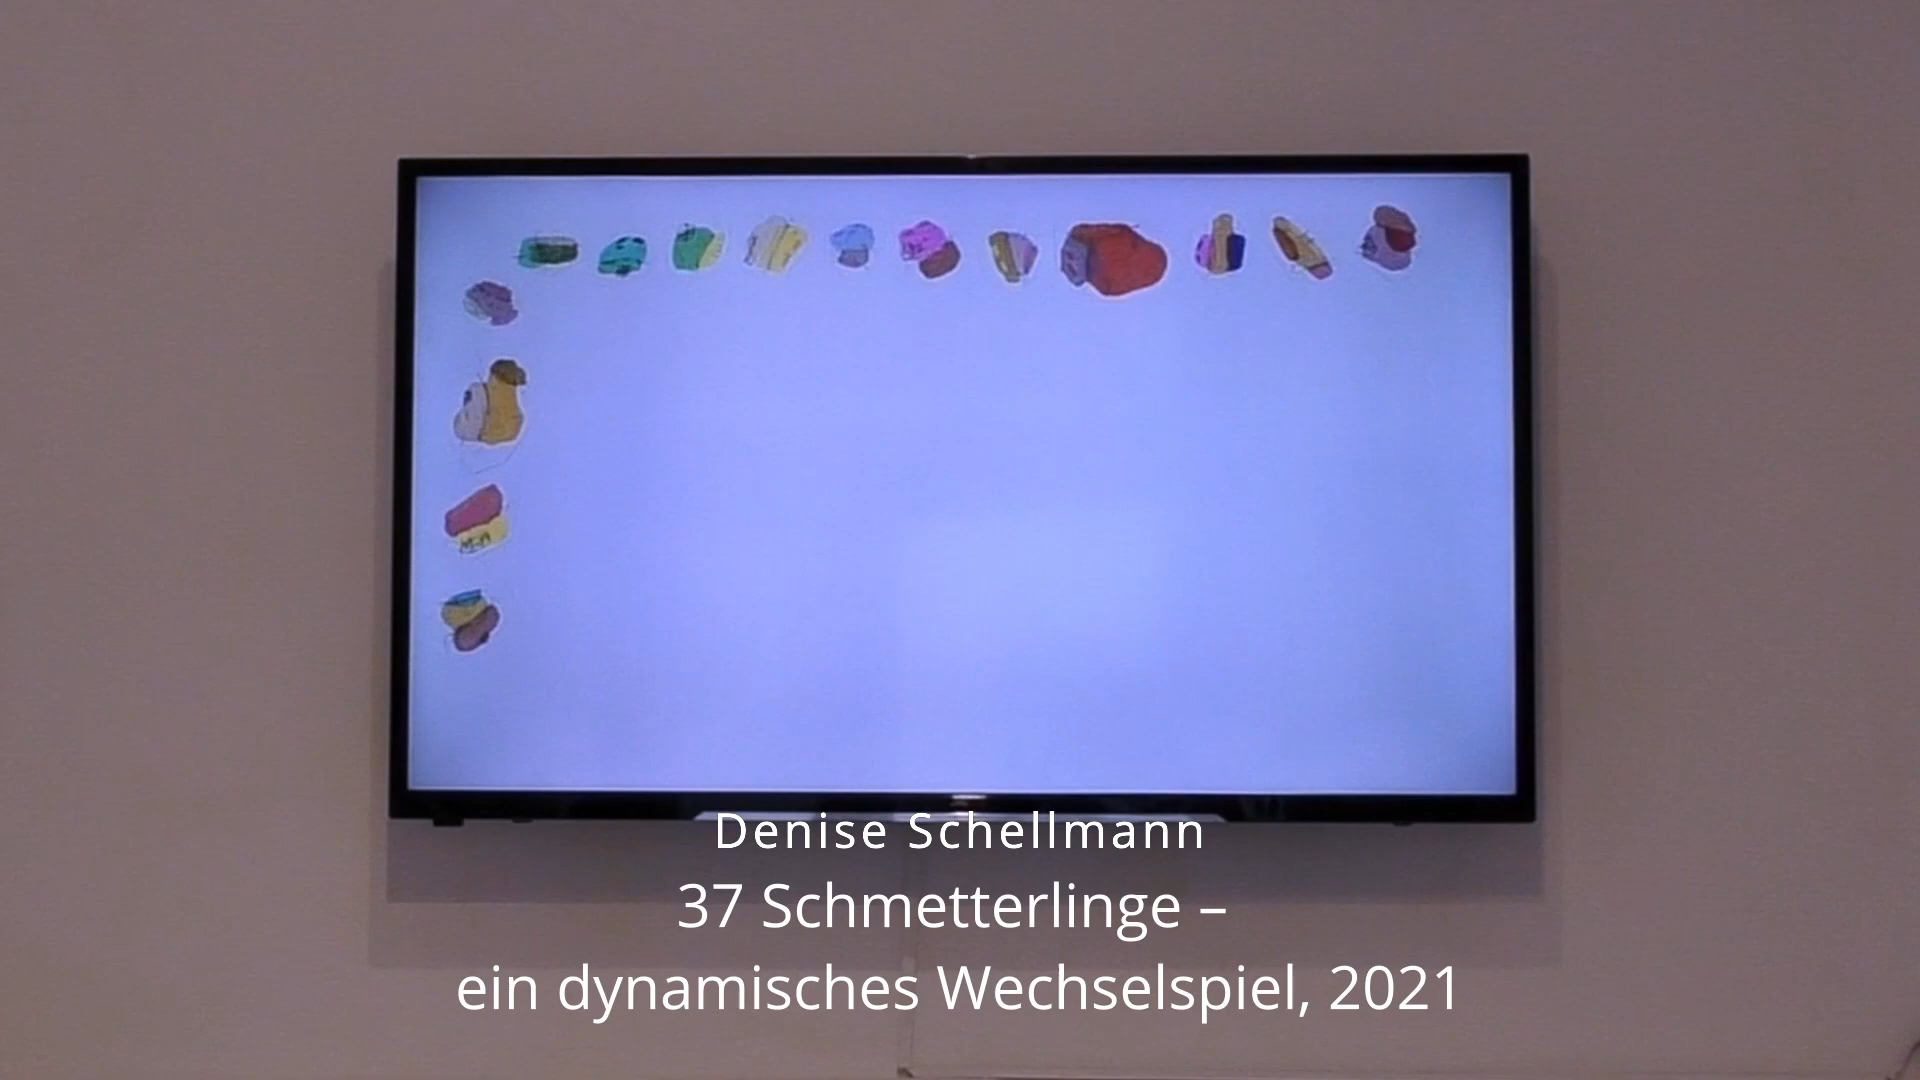 Denise Schellmann
37 Schmetterlinge –
ein dynamisches Wechselspiel, 2021